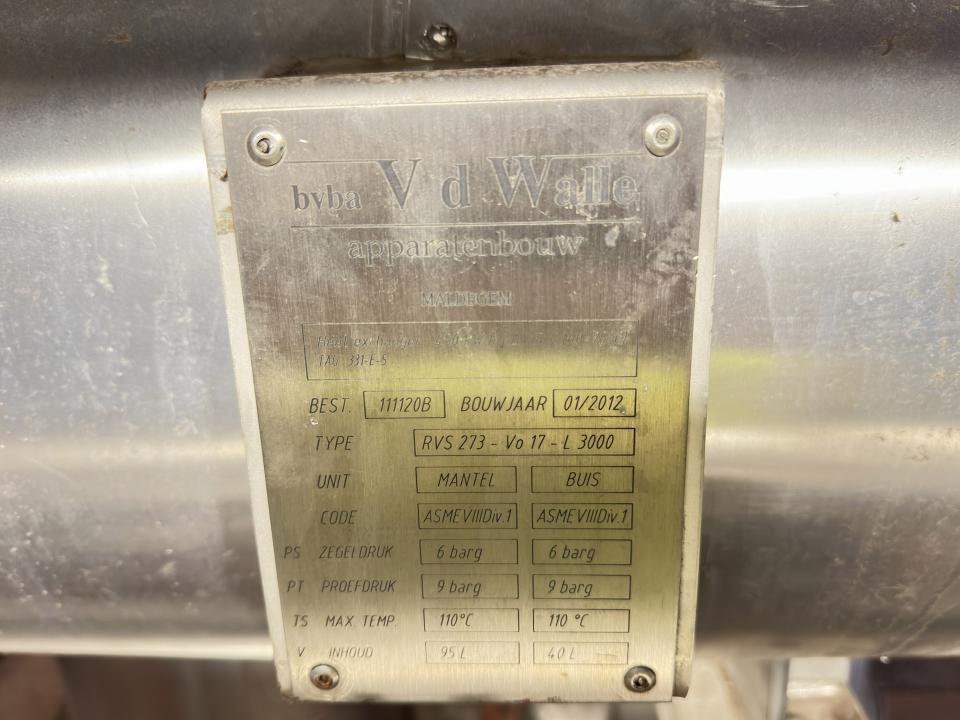 bvba V d Walle
apparatenbouw
MALDEGEM
Heat exchanger
TAG 331-E-5
BEST. 111120B BOUWJAAR 01/2012
TYPE RVS 273 - Vo 17 - L 3000
UNIT MANTEL BUIS
CODE ASMEVIIIDiv.1 ASMEVIIIDiv.1
PS ZEGELDRUK 6 barg 6 barg
PT PROEFDRUK 9 barg 9 barg
TS MAX. TEMP. 110°C 110 °C
V INHOUD 95 L 40 L